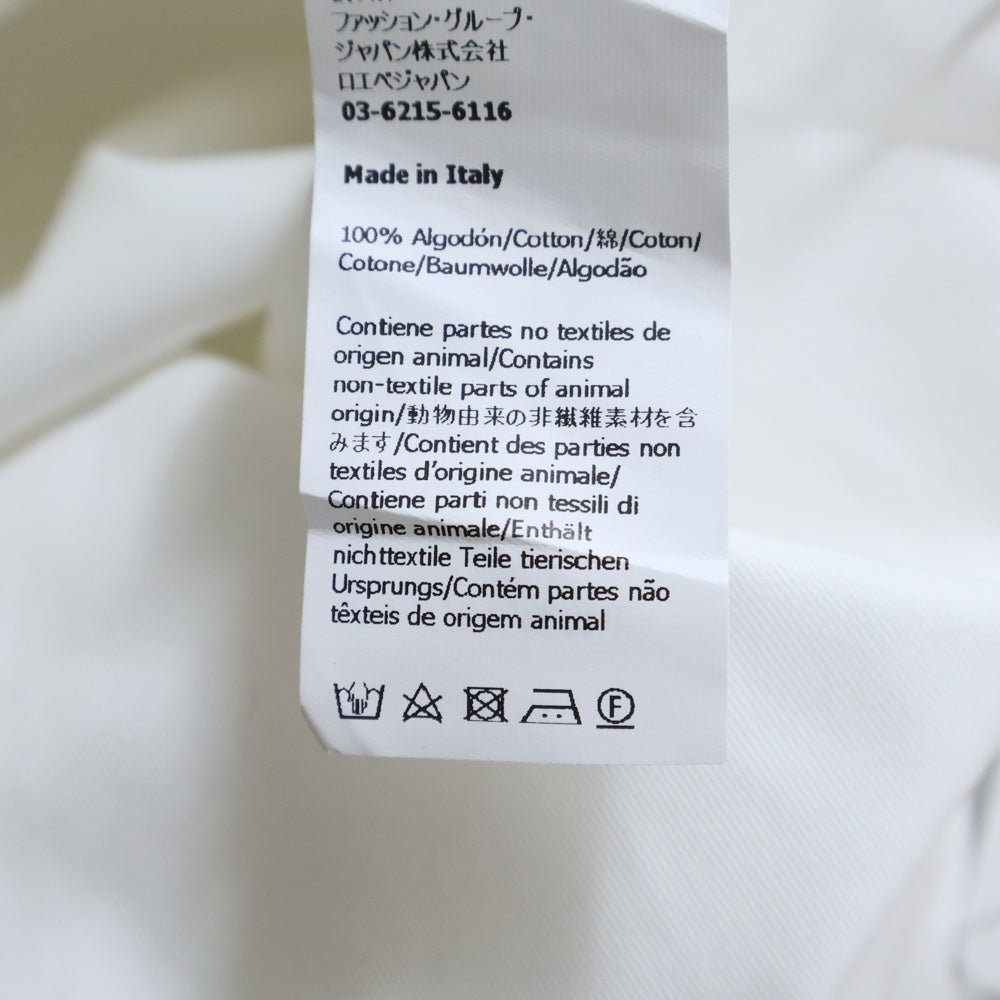 ファッション・グループ・
ジャパン株式会社
ロエベジャパン
03-6215-6116
Made in Italy
100% Algodón/Cotton/綿/Coton/
Cotone/Baumwolle/Algodão
Contiene partes no textiles de
origen animal/Contains
non-textile parts of animal
origin/動物由来の非繊維素材を含
みます/Contient des parties non
textiles d'origine animale/
Contiene parti non tessili di
origine animale/Enthält
nichttextile Teile tierischen
Ursprungs/Contém partes não
têxteis de origem animal
F